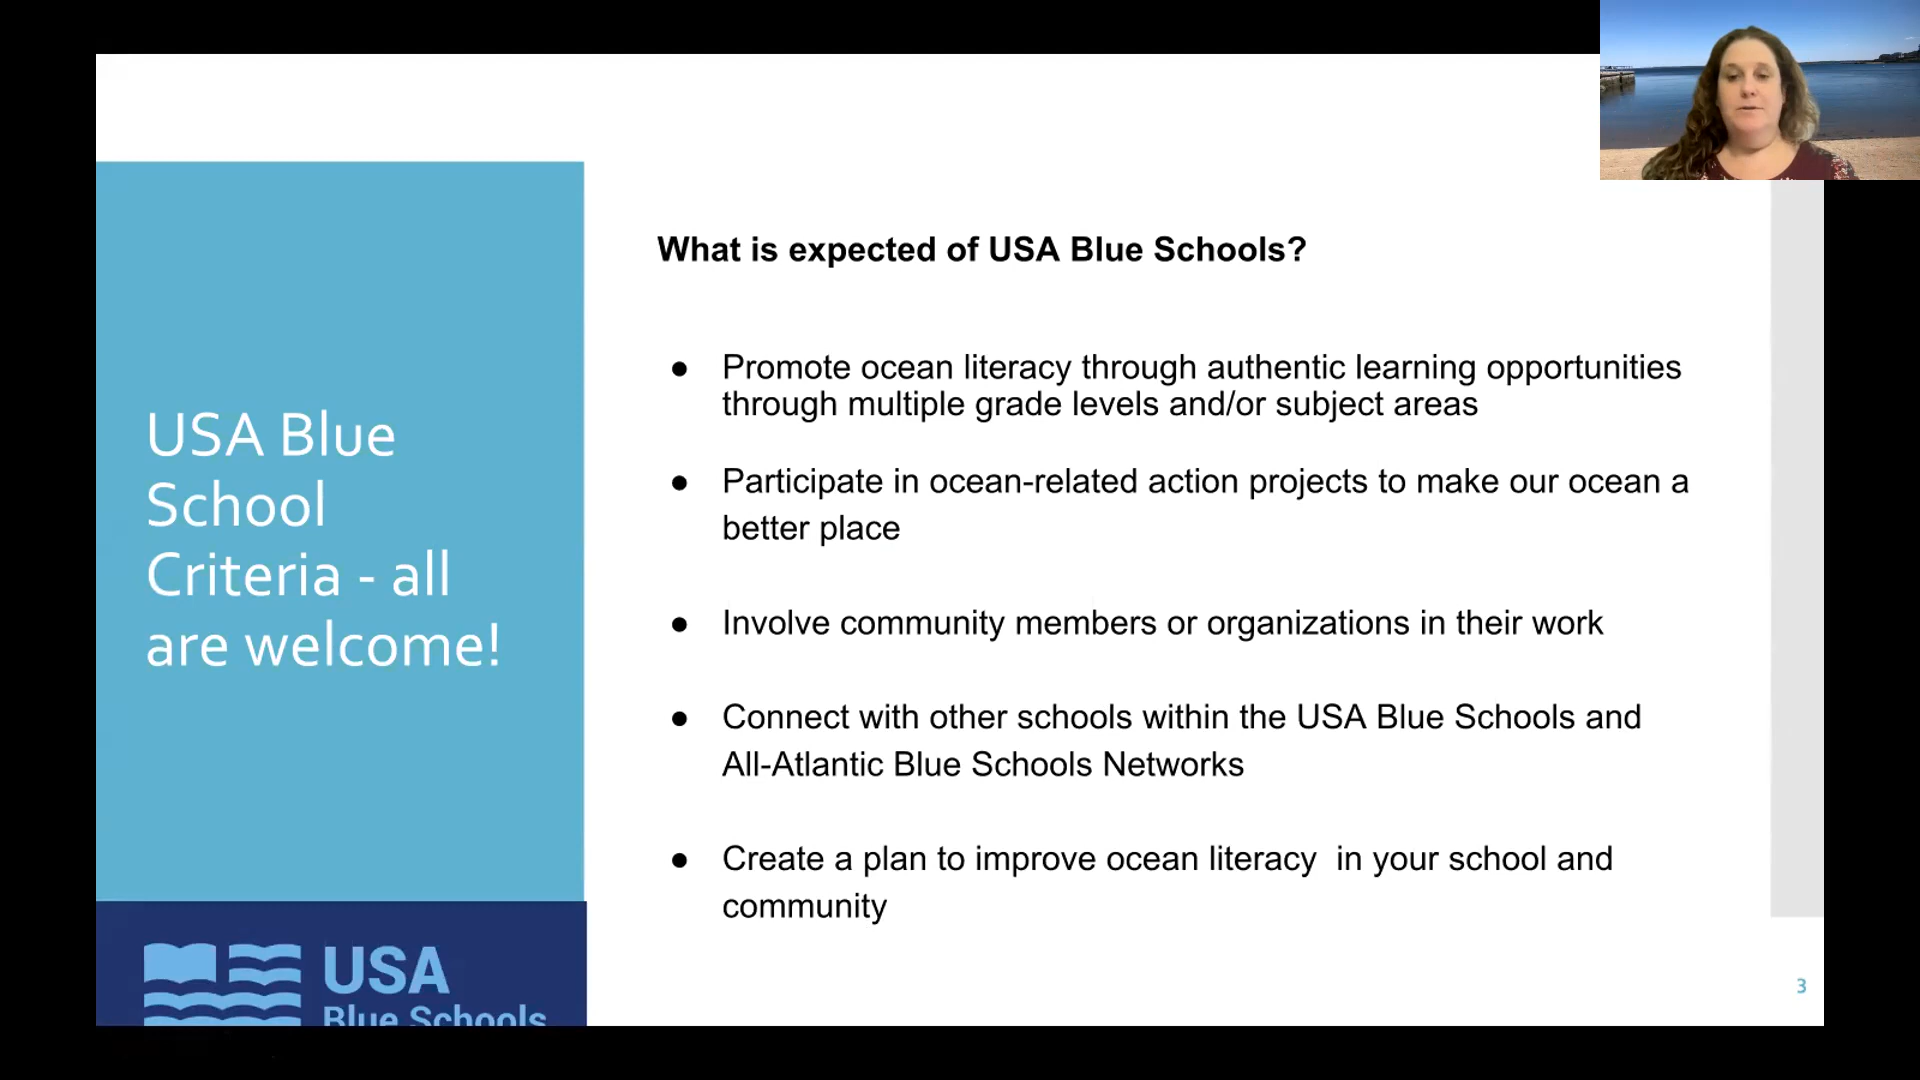 USA Blue
School
Criteria - all
are welcome!
What is expected of USA Blue Schools?
● Promote ocean literacy through authentic learning opportunities
through multiple grade levels and/or subject areas
● Participate in ocean-related action projects to make our ocean a
better place
● Involve community members or organizations in their work
● Connect with other schools within the USA Blue Schools and
All-Atlantic Blue Schools Networks
● Create a plan to improve ocean literacy  in your school and
community
USA
Blue Schools
3